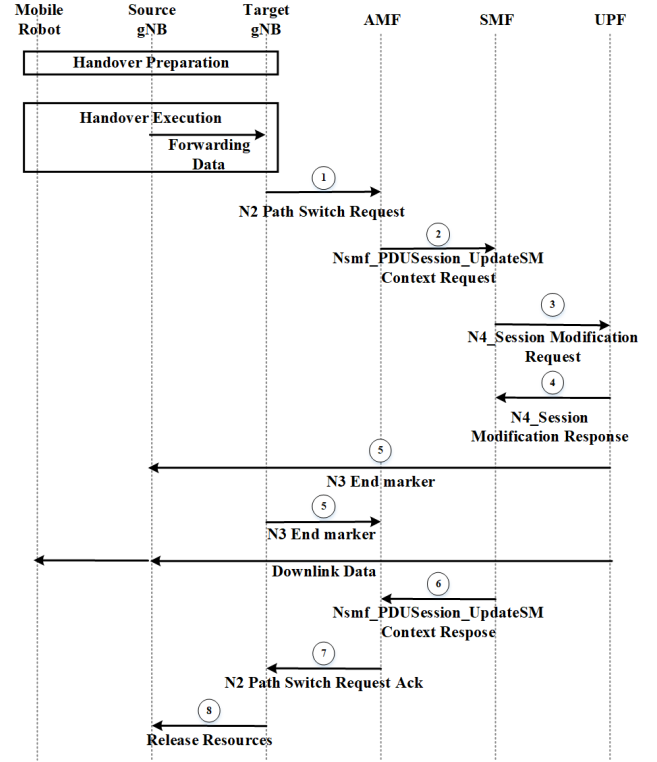 Mobile Robot
Source gNB
Target gNB
AMF
SMF
UPF
Handover Preparation
Handover Execution
Forwarding
Data
1
N2 Path Switch Request
2
Nsmf_PDUSession_UpdateSM
Context Request
3
N4_Session Modification
Request
4
N4_Session
Modification Response
5
N3 End marker
5
N3 End marker
Downlink Data
6
Nsmf_PDUSession_UpdateSM
Context Respose
7
N2 Path Switch Request Ack
8
Release Resources